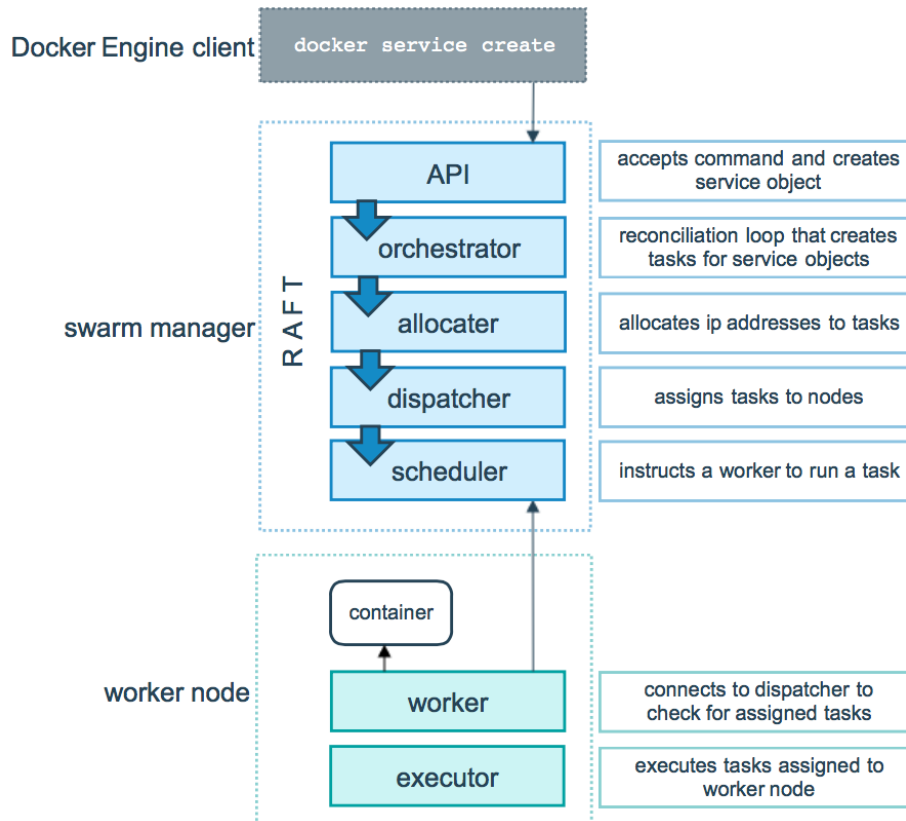 Docker Engine client
docker service create
API
accepts command and creates
service object
orchestrator
reconciliation loop that creates
tasks for service objects
swarm manager
RAFT
allocater
allocates ip addresses to tasks
dispatcher
assigns tasks to nodes
scheduler
instructs a worker to run a task
container
worker node
worker
connects to dispatcher to
check for assigned tasks
executor
executes tasks assigned to
worker node